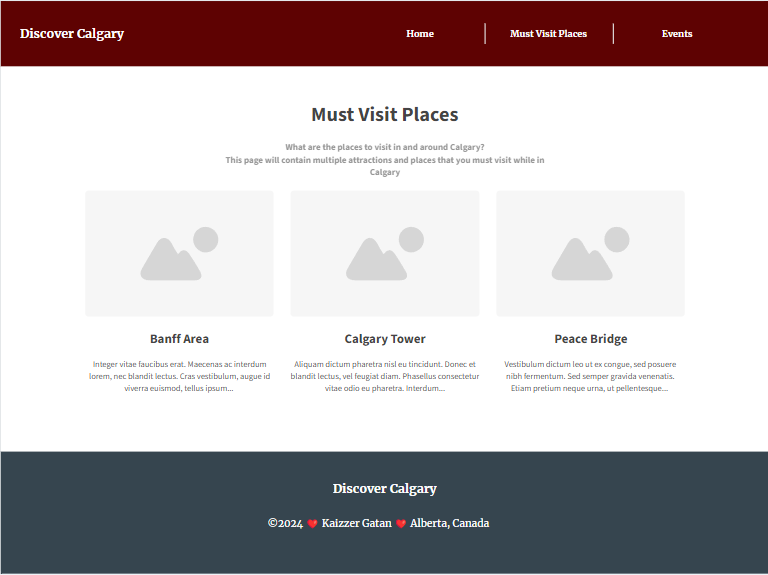 Discover Calgary
Home
Must Visit Places
Events
Must Visit Places
What are the places to visit in and around Calgary?
This page will contain multiple attractions and places that you must visit while in
Calgary
Banff Area
Calgary Tower
Peace Bridge
Integer vitae faucibus erat. Maecenas ac interdum
lorem, nec blandit lectus. Cras vestibulum, augue id
viverra euismod, tellus ipsum...
Aliquam dictum pharetra nisl eu tincidunt. Donec et
blandit lectus, vel feugiat diam. Phasellus consectetur
vitae odio eu pharetra. Interdum...
Vestibulum dictum leo ut ex congue, sed posuere
nibh fermentum. Sed semper gravida venenatis.
Etiam pretium neque urna, ut pellentesque...
Discover Calgary
©2024 ❤️ Kaizzer Gatan ❤️ Alberta, Canada